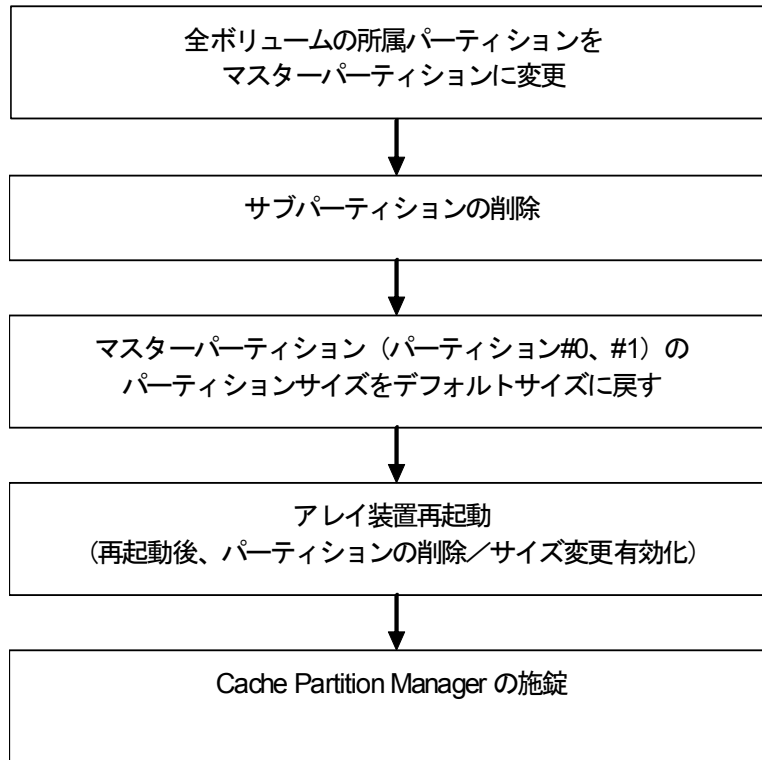 全ボリュームの所属パーティションを
マスターパーティションに変更
サブパーティションの削除
マスターパーティション（パーティション#0、#1）の
パーティションサイズをデフォルトサイズに戻す
アレイ装置再起動
（再起動後、パーティションの削除／サイズ変更有効化）
Cache Partition Manager の施錠